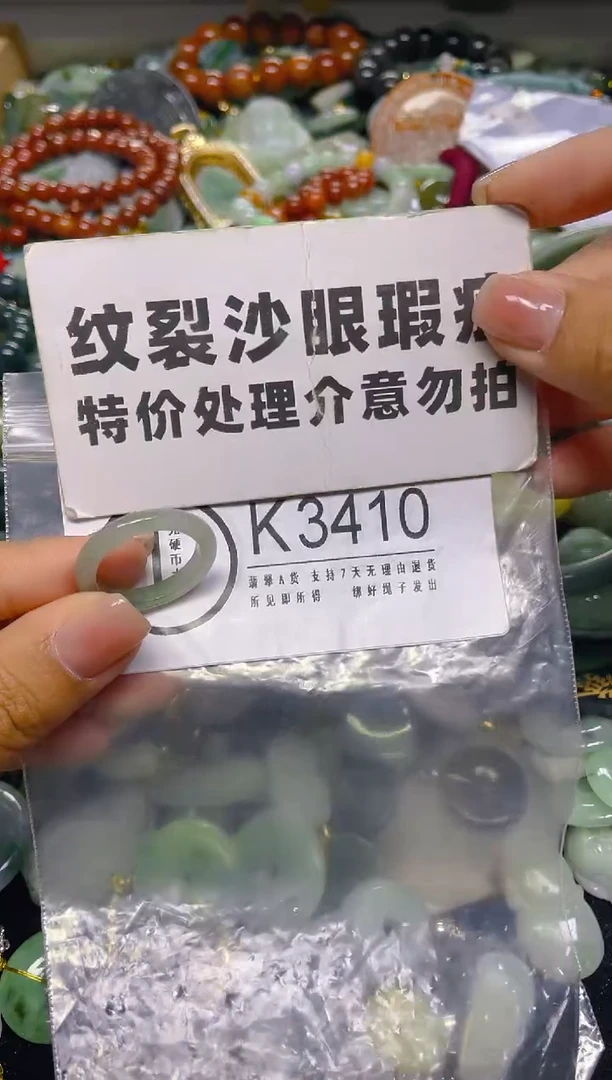 纹裂沙眼瑕
特价处理介意勿拍
K3410
硬币
翡翠A货 支持7天无理由退货
所见即所得 绑好绳子发出